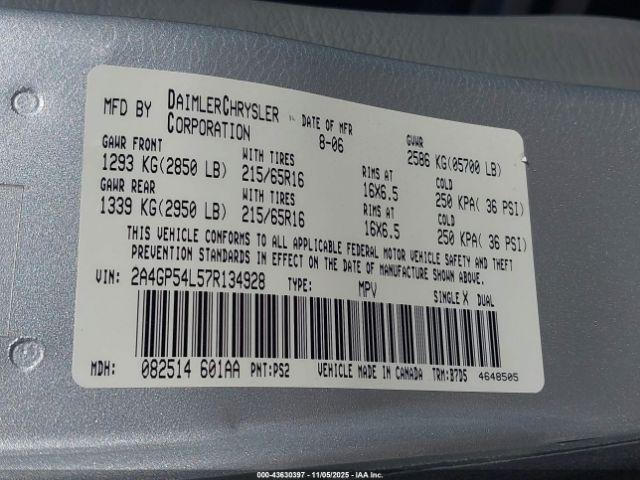 MFD BY DAIMLERCHRYSLER CORPORATION DATE OF MFR 8-06 GVWR 2586 KG(05700 LB)
GAWR FRONT WITH TIRES RIMS AT COLD
1293 KG(2850 LB) 215/65R16 16X6.5 250 KPA( 36 PSI)
GAWR REAR WITH TIRES RIMS AT COLD
1339 KG(2950 LB) 215/65R16 16X6.5 250 KPA( 36 PSI)
THIS VEHICLE CONFORMS TO ALL APPLICABLE FEDERAL MOTOR VEHICLE SAFETY AND THEFT
PREVENTION STANDARDS IN EFFECT ON THE DATE OF MANUFACTURE SHOWN ABOVE.
VIN: 2A4GP54L57R134928 TYPE: MPV SINGLE X DUAL
MDH: 082514 601AA PNT:PS2 VEHICLE MADE IN CANADA TRM:B7D5 4648505
000-43630397 - 11/05/2025 - IAA Inc.